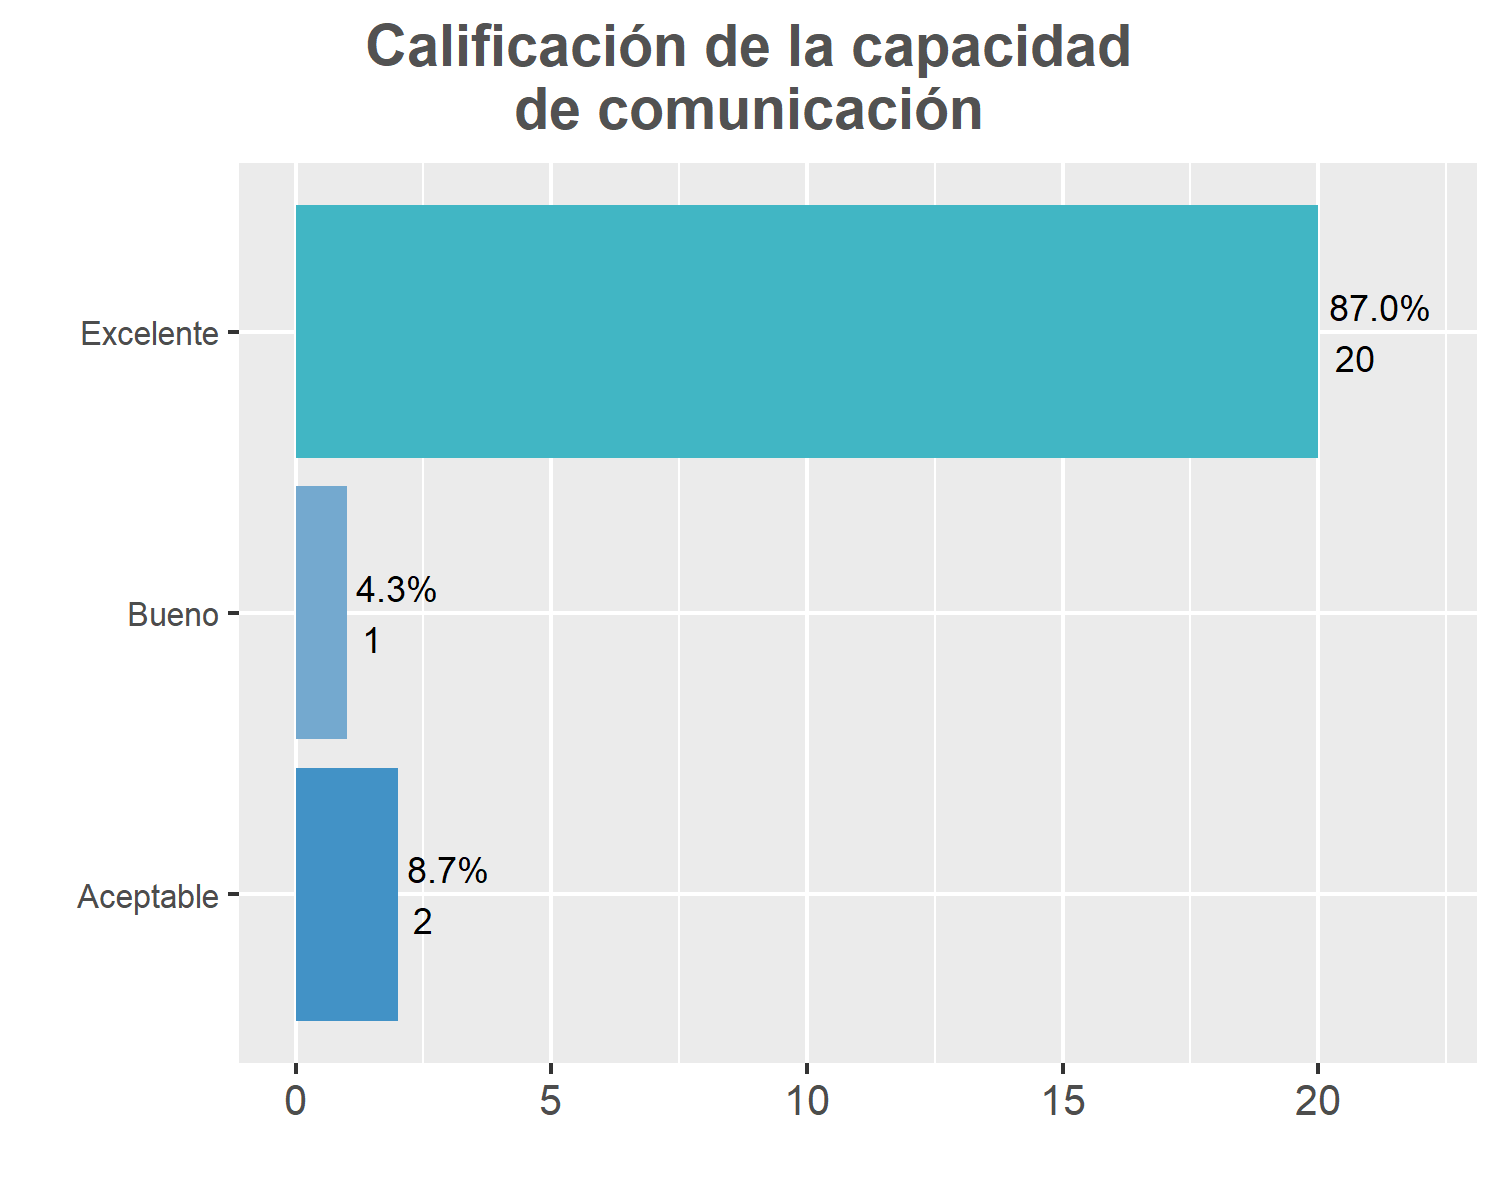 Calificación de la capacidad
de comunicación
Excelente
87.0%
20
Bueno
4.3%
1
Aceptable
8.7%
2
0 5 10 15 20